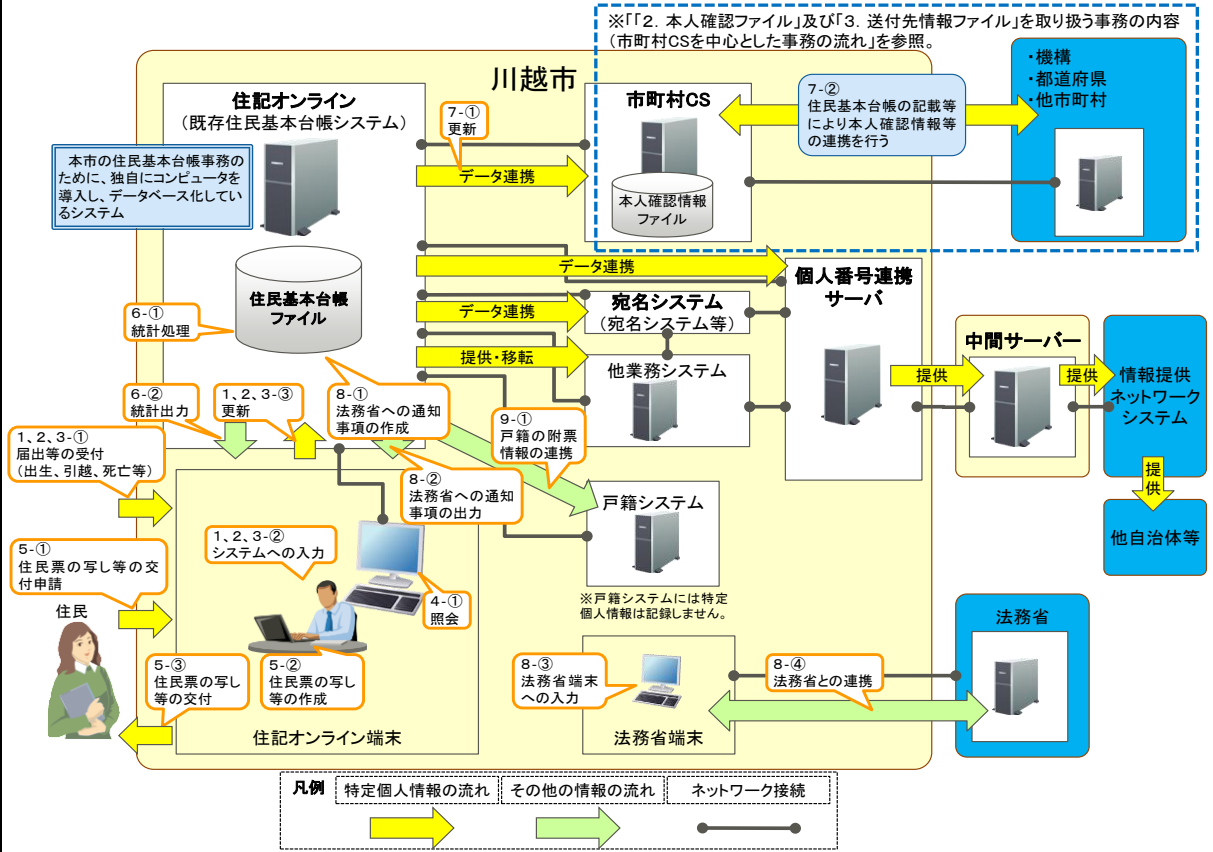 ※「「２．本人確認ファイル」及び「３．送付先情報ファイル」を取り扱う事務の内容
（市町村CSを中心とした事務の流れ」を参照。
川越市
・機構
・都道府県
・他市町村
住記オンライン
（既存住民基本台帳システム）
本市の住民基本台帳事務の
ために、独自にコンピュータを
導入し、データベース化してい
るシステム
7-①
更新
データ連携
市町村CS
本人確認情報
ファイル
7-②
住民基本台帳の記載等
により本人確認情報等
の連携を行う
住民基本台帳
ファイル
データ連携
データ連携
提供・移転
宛名システム
（宛名システム等）
他業務システム
個人番号連携
サーバ
提供
中間サーバー
提供
情報提供
ネットワーク
システム
提
供
他自治体等
6-①
統計処理
6-②
統計出力
1、2、3-③
更新
8-①
法務省への通知
事項の作成
9-①
戸籍の附票
情報の連携
8-②
法務省への通知
事項の出力
戸籍システム
※戸籍システムには特定
個人情報は記録しません。
1、2、3-①
届出等の受付
（出生、引越、死亡等）
5-①
住民票の写し等の交
付申請
住民
1、2、3-②
システムへの入力
4-①
照会
5-③
住民票の写し
等の交付
5-②
住民票の写し
等の作成
住記オンライン端末
8-③
法務省端末
への入力
法務省端末
8-④
法務省との連携
法務省
凡例
特定個人情報の流れ
その他の情報の流れ
ネットワーク接続